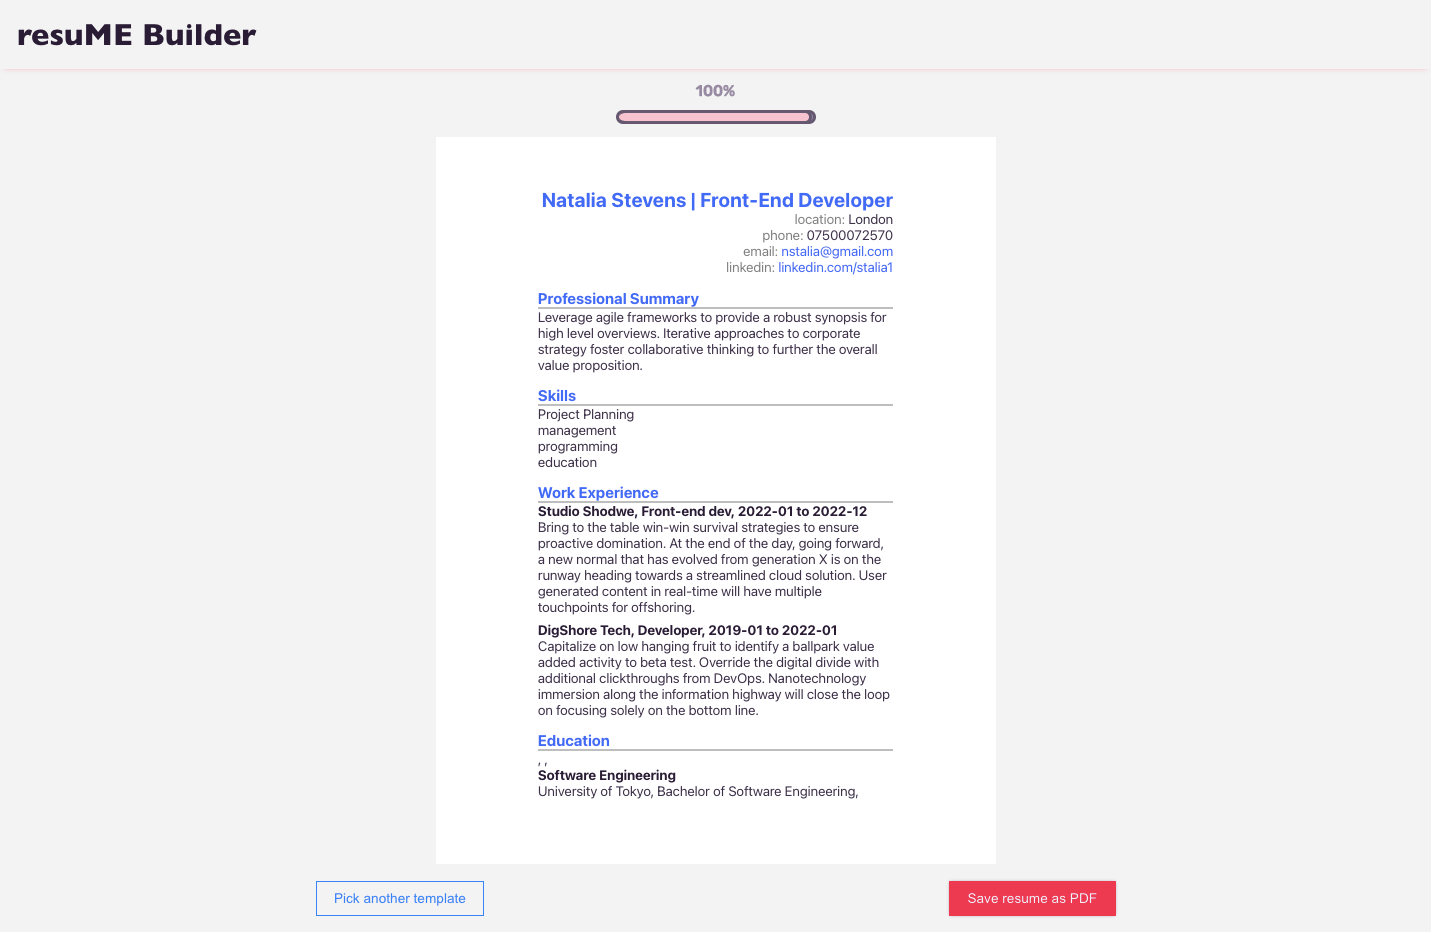 resuME Builder
100%
Natalia Stevens | Front-End Developer
location: London
phone: 07500072570
email: nstalia@gmail.com
linkedin: linkedin.com/stalia1
Professional Summary
Leverage agile frameworks to provide a robust synopsis for
high level overviews. Iterative approaches to corporate
strategy foster collaborative thinking to further the overall
value proposition.
Skills
Project Planning
management
programming
education
Work Experience
Studio Shodwe, Front-end dev, 2022-01 to 2022-12
Bring to the table win-win survival strategies to ensure
proactive domination. At the end of the day, going forward,
a new normal that has evolved from generation X is on the
runway heading towards a streamlined cloud solution. User
generated content in real-time will have multiple
touchpoints for offshoring.
DigShore Tech, Developer, 2019-01 to 2022-01
Capitalize on low hanging fruit to identify a ballpark value
added activity to beta test. Override the digital divide with
additional clickthroughs from DevOps. Nanotechnology
immersion along the information highway will close the loop
on focusing solely on the bottom line.
Education
, ,
Software Engineering
University of Tokyo, Bachelor of Software Engineering,
Pick another template
Save resume as PDF